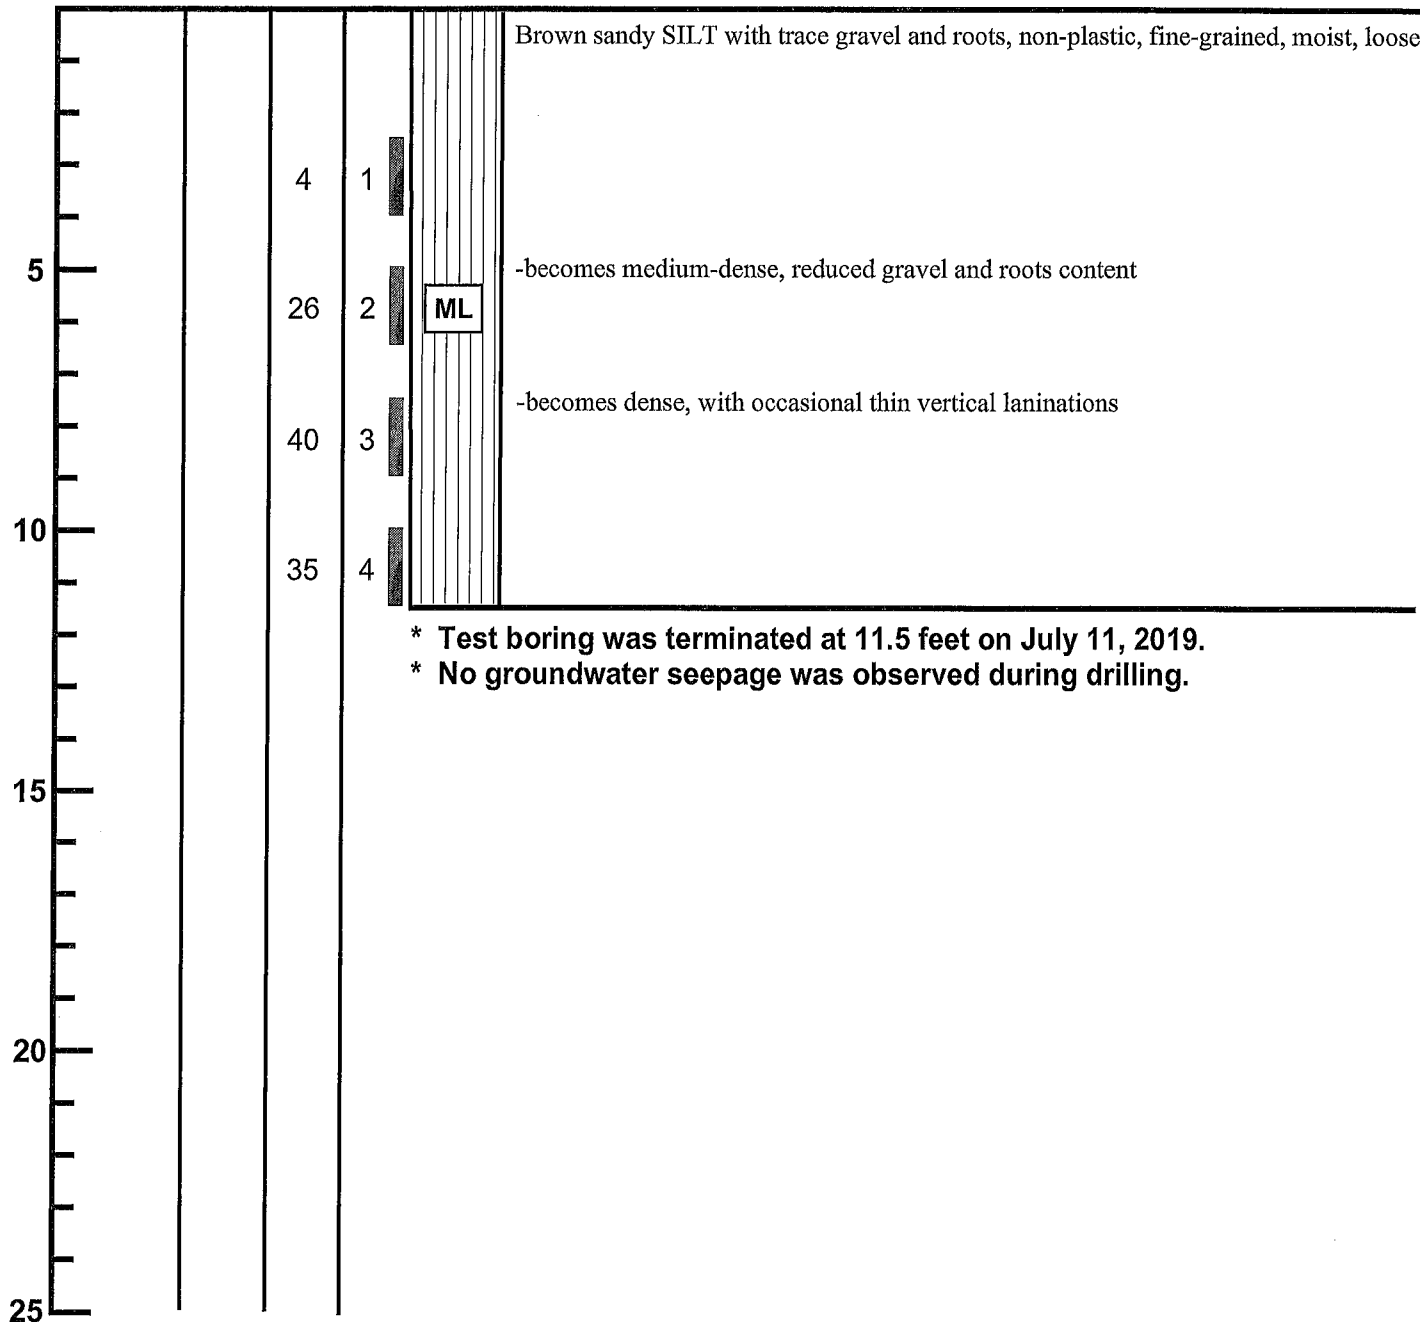 Brown sandy SILT with trace gravel and roots, non-plastic, fine-grained, moist, loose
4 1
5 -becomes medium-dense, reduced gravel and roots content
26 2 ML
-becomes dense, with occasional thin vertical laninations
40 3
10
35 4
* Test boring was terminated at 11.5 feet on July 11, 2019.
* No groundwater seepage was observed during drilling.
15
20
25